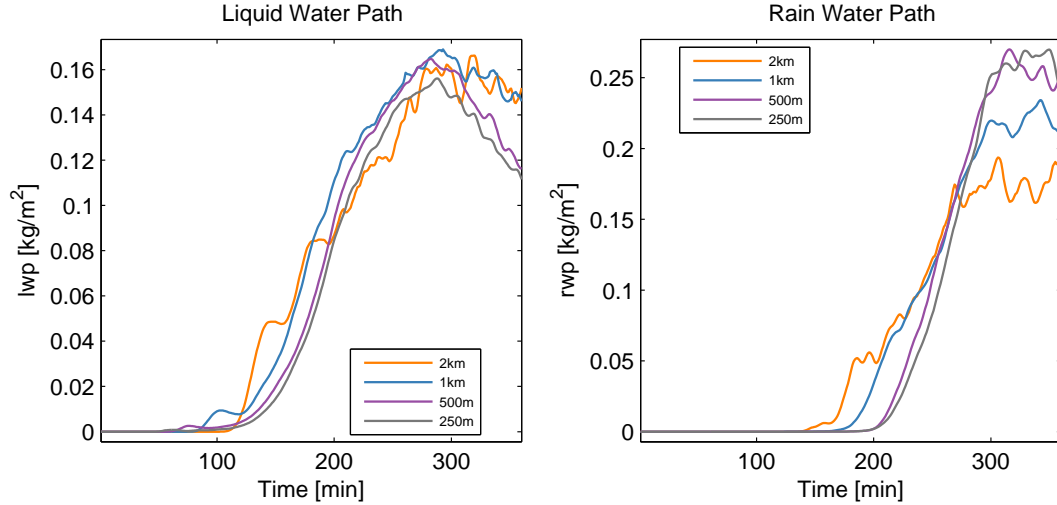 Liquid Water Path
0.16
0.14
0.12
0.1
0.08
0.06
0.04
0.02
0
lwp [kg/m²]
2km
1km
500m
250m
100
200
300
Time [min]
Rain Water Path
0.25
0.2
0.15
0.1
0.05
0
rwp [kg/m²]
2km
1km
500m
250m
100
200
300
Time [min]